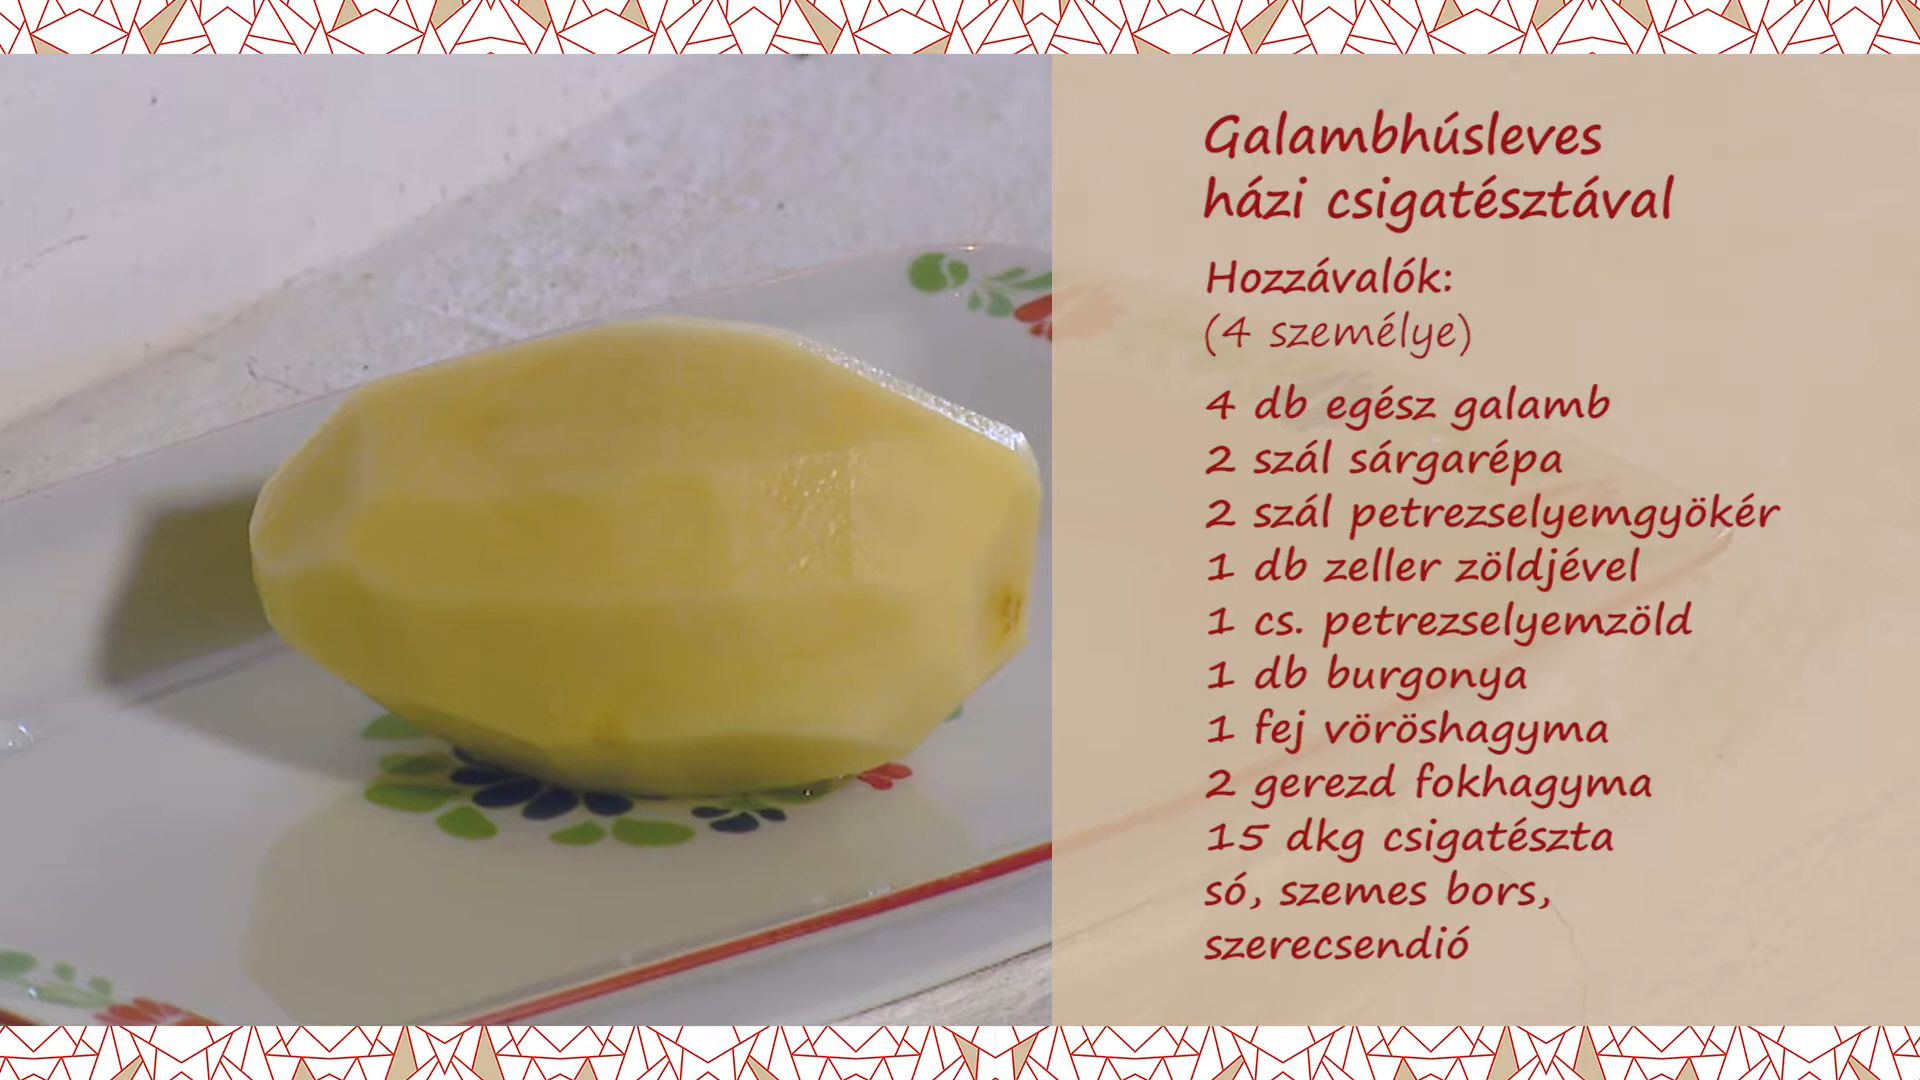 Galambhúsleves
házi csigatésztával
Hozzávalók:
(4 személye)
4 db egész galamb
2 szál sárgarépa
2 szál petrezselyemgyökér
1 db zeller zöldjével
1 cs. petrezselyemzöld
1 db burgonya
1 fej vöröshagyma
2 gerezd fokhagyma
15 dkg csigatészta
só, szemes bors,
szerecsendió